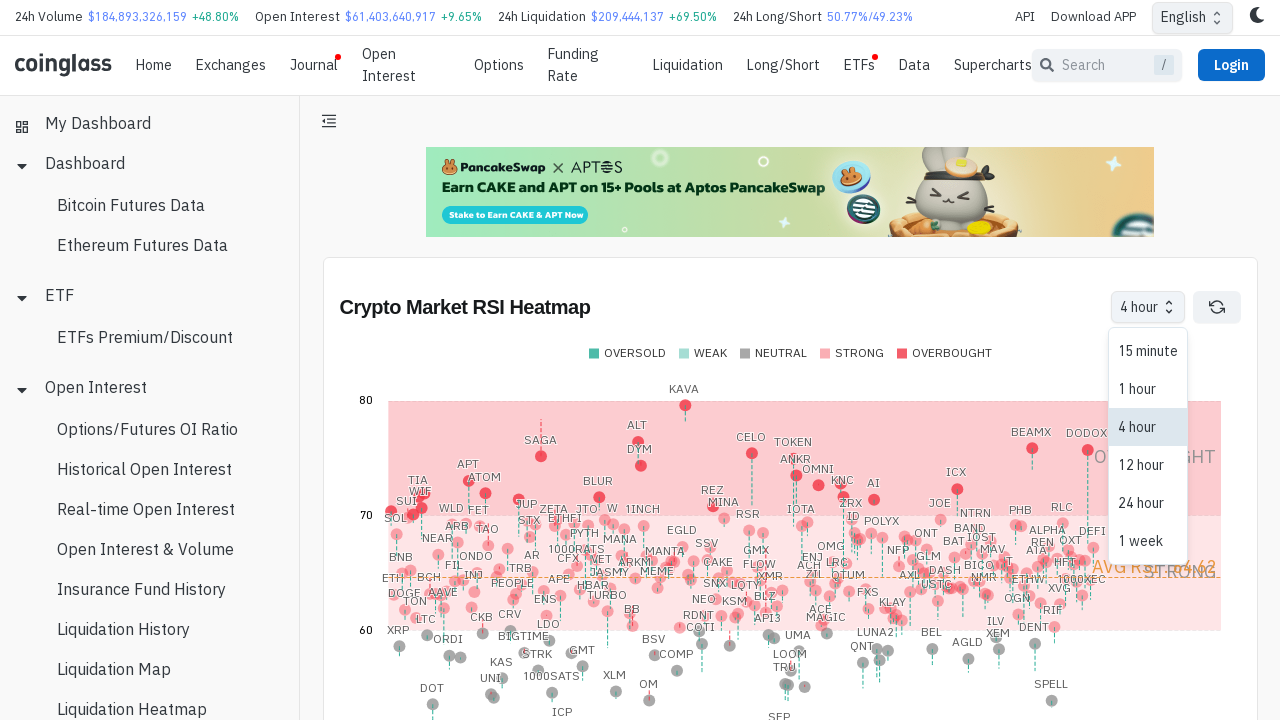 24h Volume $184,893,326,159 +48.80% Open Interest $61,403,640,917 +9.65% 24h Liquidation $209,444,137 +69.50% 24h Long/Short 50.77%/49.23% API Download APP English
coinglass Home Exchanges Journal Open Interest Options Funding Rate Liquidation Long/Short ETFs Data Supercharts Search / Login
My Dashboard
Dashboard
Bitcoin Futures Data
Ethereum Futures Data
ETF
ETFs Premium/Discount
Open Interest
Options/Futures OI Ratio
Historical Open Interest
Real-time Open Interest
Open Interest & Volume
Insurance Fund History
Liquidation History
Liquidation Map
Liquidation Heatmap
PancakeSwap X APTOS
Earn CAKE and APT on 15+ Pools at Aptos PancakeSwap
Stake to Earn CAKE & APT Now
Crypto Market RSI Heatmap
4 hour
15 minute
1 hour
4 hour
12 hour
24 hour
1 week
OVERSOLD WEAK NEUTRAL STRONG OVERBOUGHT
80
70
60
KAVA
ALT
SAGA
DYM
CELO
TOKEN
BEAMX
DODOX
APT
ATOM
ANKR
OMNI
KNC
AI
ICX
TIA
WIF
BLUR
REZ
SUI
SOL
WLD
FET
JUP
STX
ZETA
ETHFI
JTO
W
1INCH
MINA
RSR
IOTA
ZRX
JOE
NTRN
PHB
RLC
NEAR
ARB
TAO
PYTH
MANA
EGLD
POLYX
ONT
BAND
IOST
ALPHA
DEFI
BNB
ONDO
AR
1000RATS
CFX
VET
ARKM
MANTA
SSV
GMX
OMG
NFP
GLM
BAT
MAV
REN
OXT
ATA
ETH
BCH
FIL
INJ
TRB
PEOPLE
APE
JASMY
MEME
CAKE
FLOW
XMR
ENJ
ACH
ZIL
LRC
QTUM
AXL
DASH
BICO
NMR
ETHW
HFT
1000XEC
DOGE
TON
AAVE
ENS
HBAR
TURBO
SNX
LQTY
BLZ
FXS
USTC
OGN
XVG
LTC
CKB
CRV
LDO
BB
NEO
KSM
RDNT
API3
ACE
MAGIC
KLAY
RIF
XRP
ORDI
BIGTIME
COTI
UMA
LUNA2
BEL
ILV
XEM
DENT
KAS
STRK
GMT
BSV
COMP
LOOM
TRU
QNT
AGLD
DOT
UNI
1000SATS
XLM
OM
SPELL
ICP
STRONG